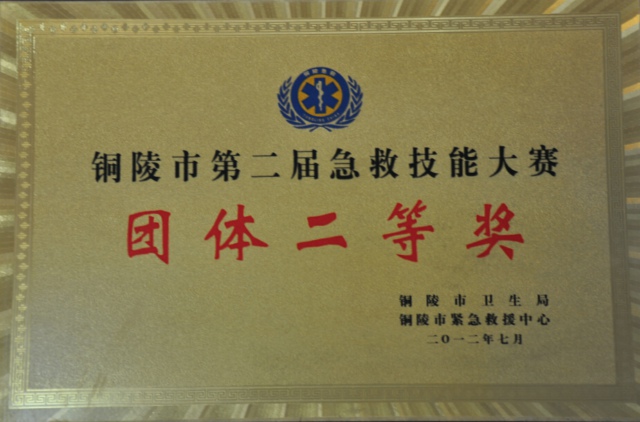 铜陵市第二届急救技能大赛
团体二等奖
铜陵市卫生局
铜陵市紧急救援中心
二〇一二年七月